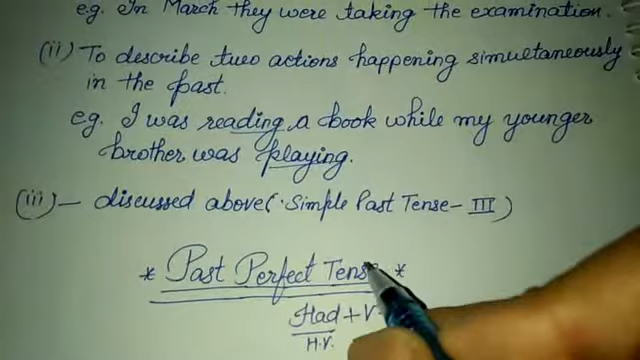 e.g. In March they were taking the examination.
(ii) To describe two actions happening simultaneously
in the past.
eg. I was reading a book while my younger
brother was playing.
(iii) — discussed above (Simple Past Tense - III)
* Past Perfect Tense *
Had + V
H.V.